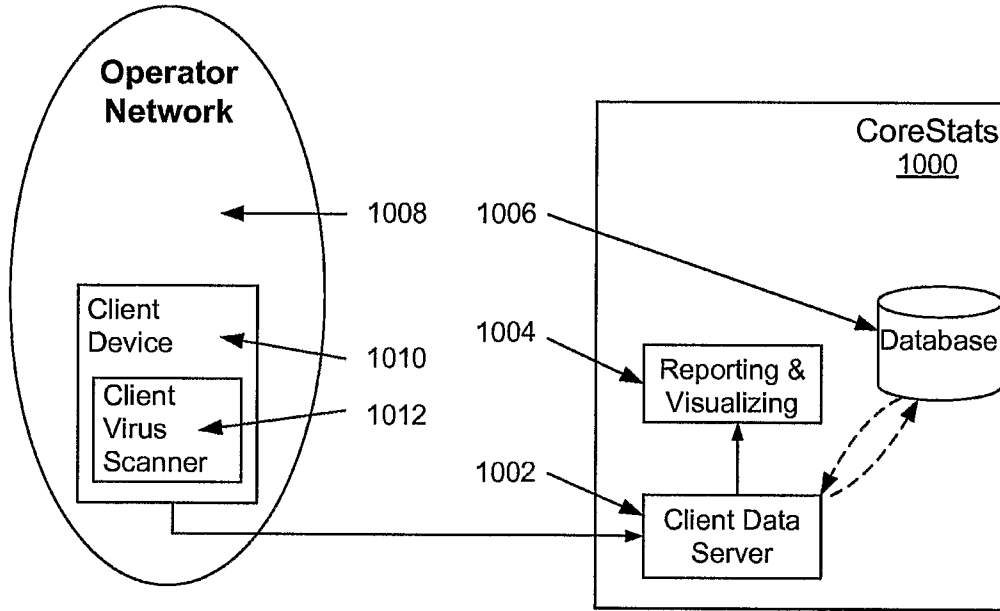 Operator
Network
CoreStats
1000
1008
1006
Client
Device
1010
1004
Database
Reporting &
Visualizing
Client
Virus
Scanner
1012
1002
Client Data
Server